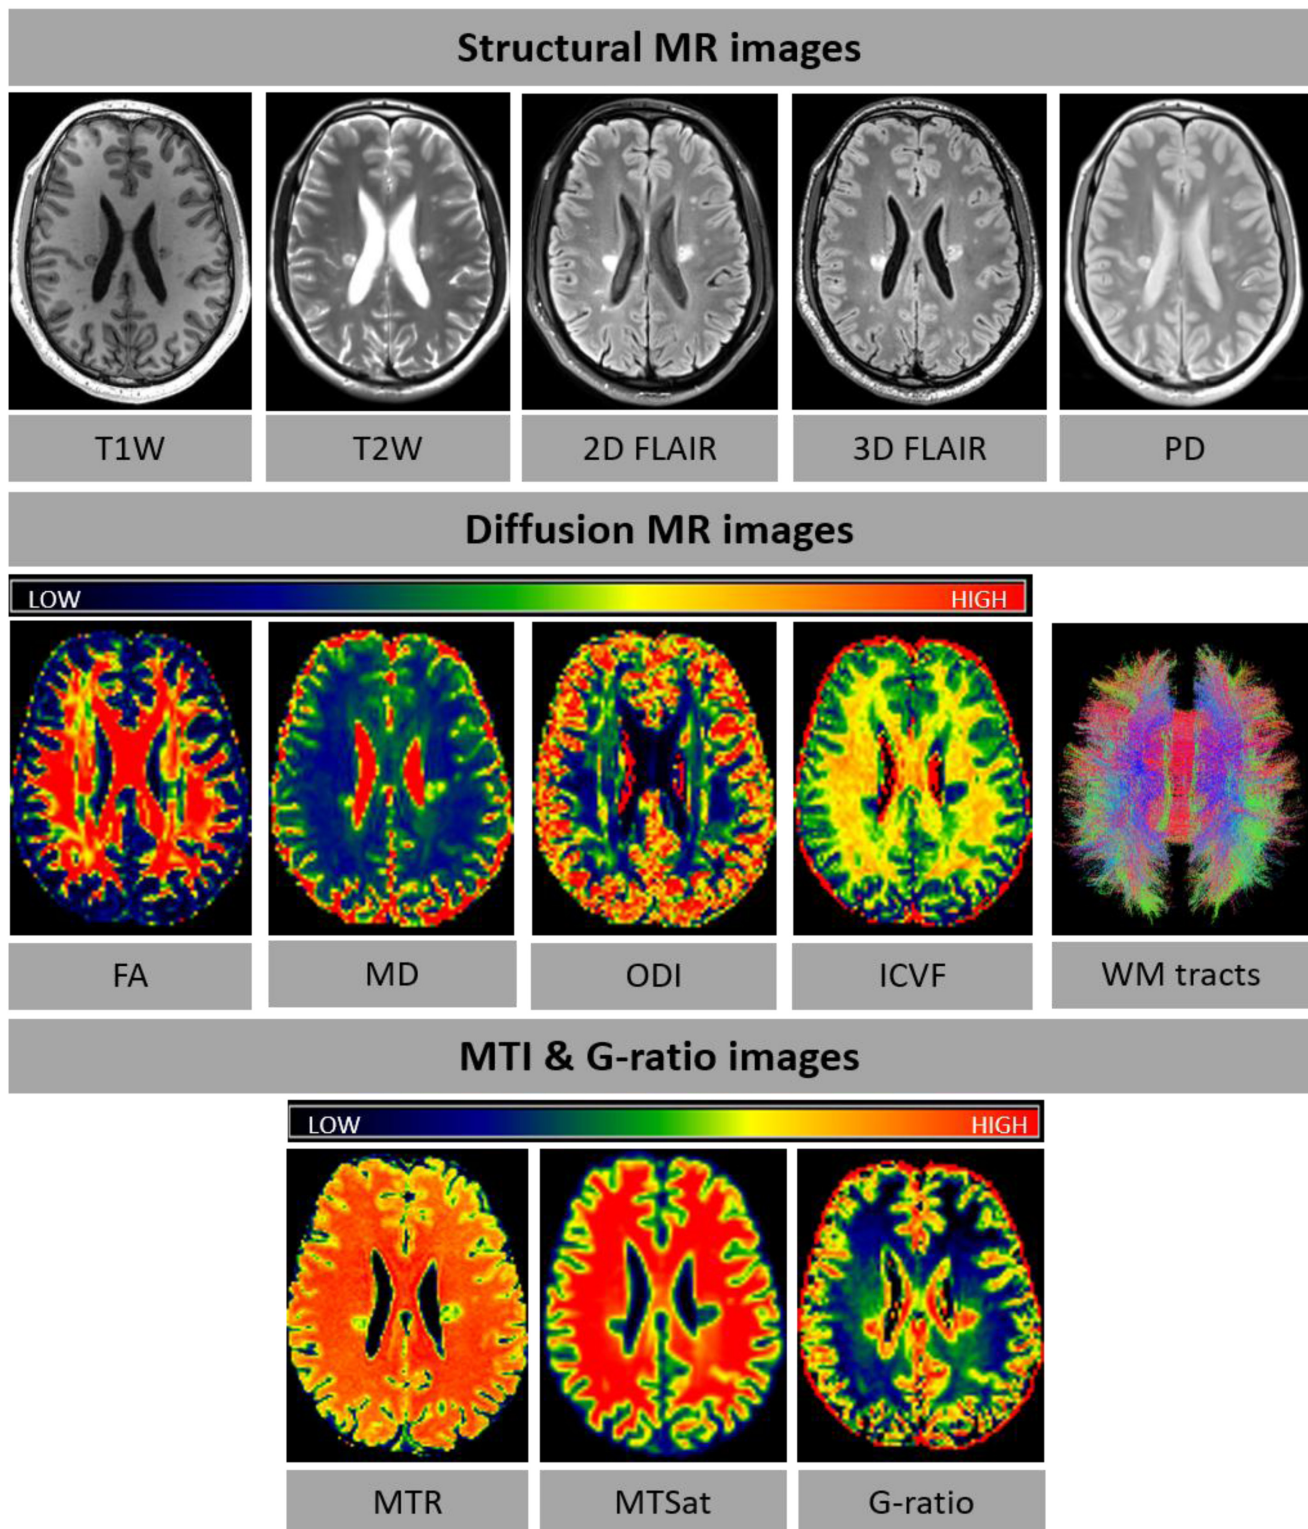 Structural MR images
T1W
T2W
2D FLAIR
3D FLAIR
PD
Diffusion MR images
LOW
HIGH
FA
MD
ODI
ICVF
WM tracts
MTI & G-ratio images
LOW
HIGH
MTR
MTSat
G-ratio